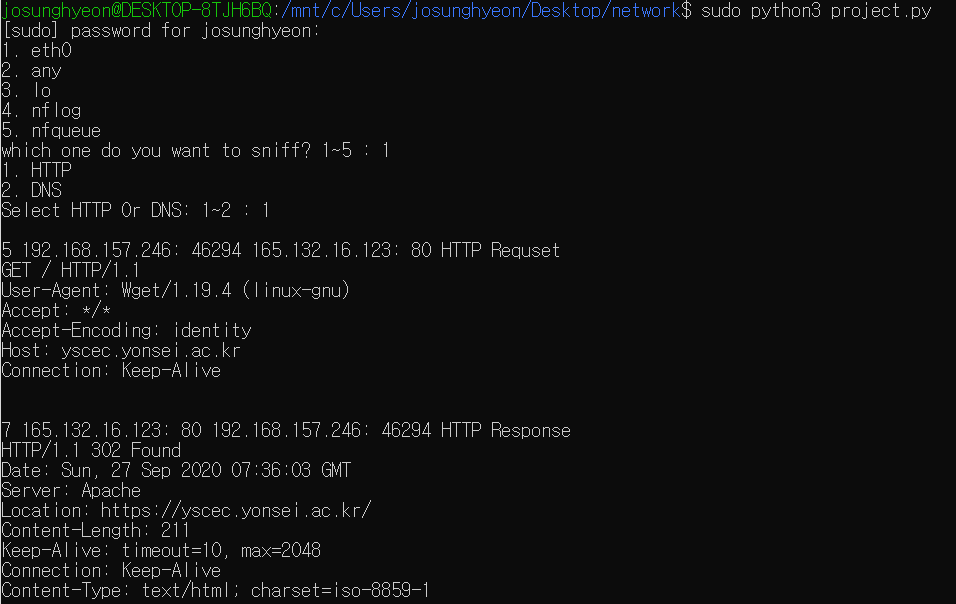 josunghyeon@DESKTOP-8TJH6BQ:/mnt/c/Users/josunghyeon/Desktop/network$ sudo python3 project.py
[sudo] password for josunghyeon:
1. eth0
2. any
3. lo
4. nflog
5. nfqueue
which one do you want to sniff? 1~5 : 1
1. HTTP
2. DNS
Select HTTP Or DNS: 1~2 : 1
5 192.168.157.246: 46294 165.132.16.123: 80 HTTP Requset
GET / HTTP/1.1
User-Agent: Wget/1.19.4 (linux-gnu)
Accept: */*
Accept-Encoding: identity
Host: yscec.yonsei.ac.kr
Connection: Keep-Alive
7 165.132.16.123: 80 192.168.157.246: 46294 HTTP Response
HTTP/1.1 302 Found
Date: Sun, 27 Sep 2020 07:36:03 GMT
Server: Apache
Location: https://yscec.yonsei.ac.kr/
Content-Length: 211
Keep-Alive: timeout=10, max=2048
Connection: Keep-Alive
Content-Type: text/html; charset=iso-8859-1